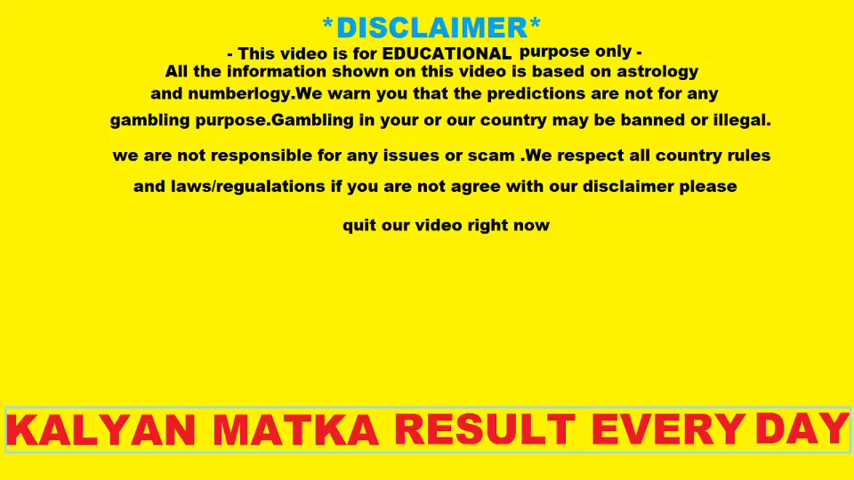 *DISCLAIMER*
- This video is for EDUCATIONAL purpose only -
All the information shown on this video is based on astrology
and numberlogy.We warn you that the predictions are not for any
gambling purpose.Gambling in your or our country may be banned or illegal.
we are not responsible for any issues or scam .We respect all country rules
and laws/regualations if you are not agree with our disclaimer please
quit our video right now
KALYAN MATKA RESULT EVERY DAY